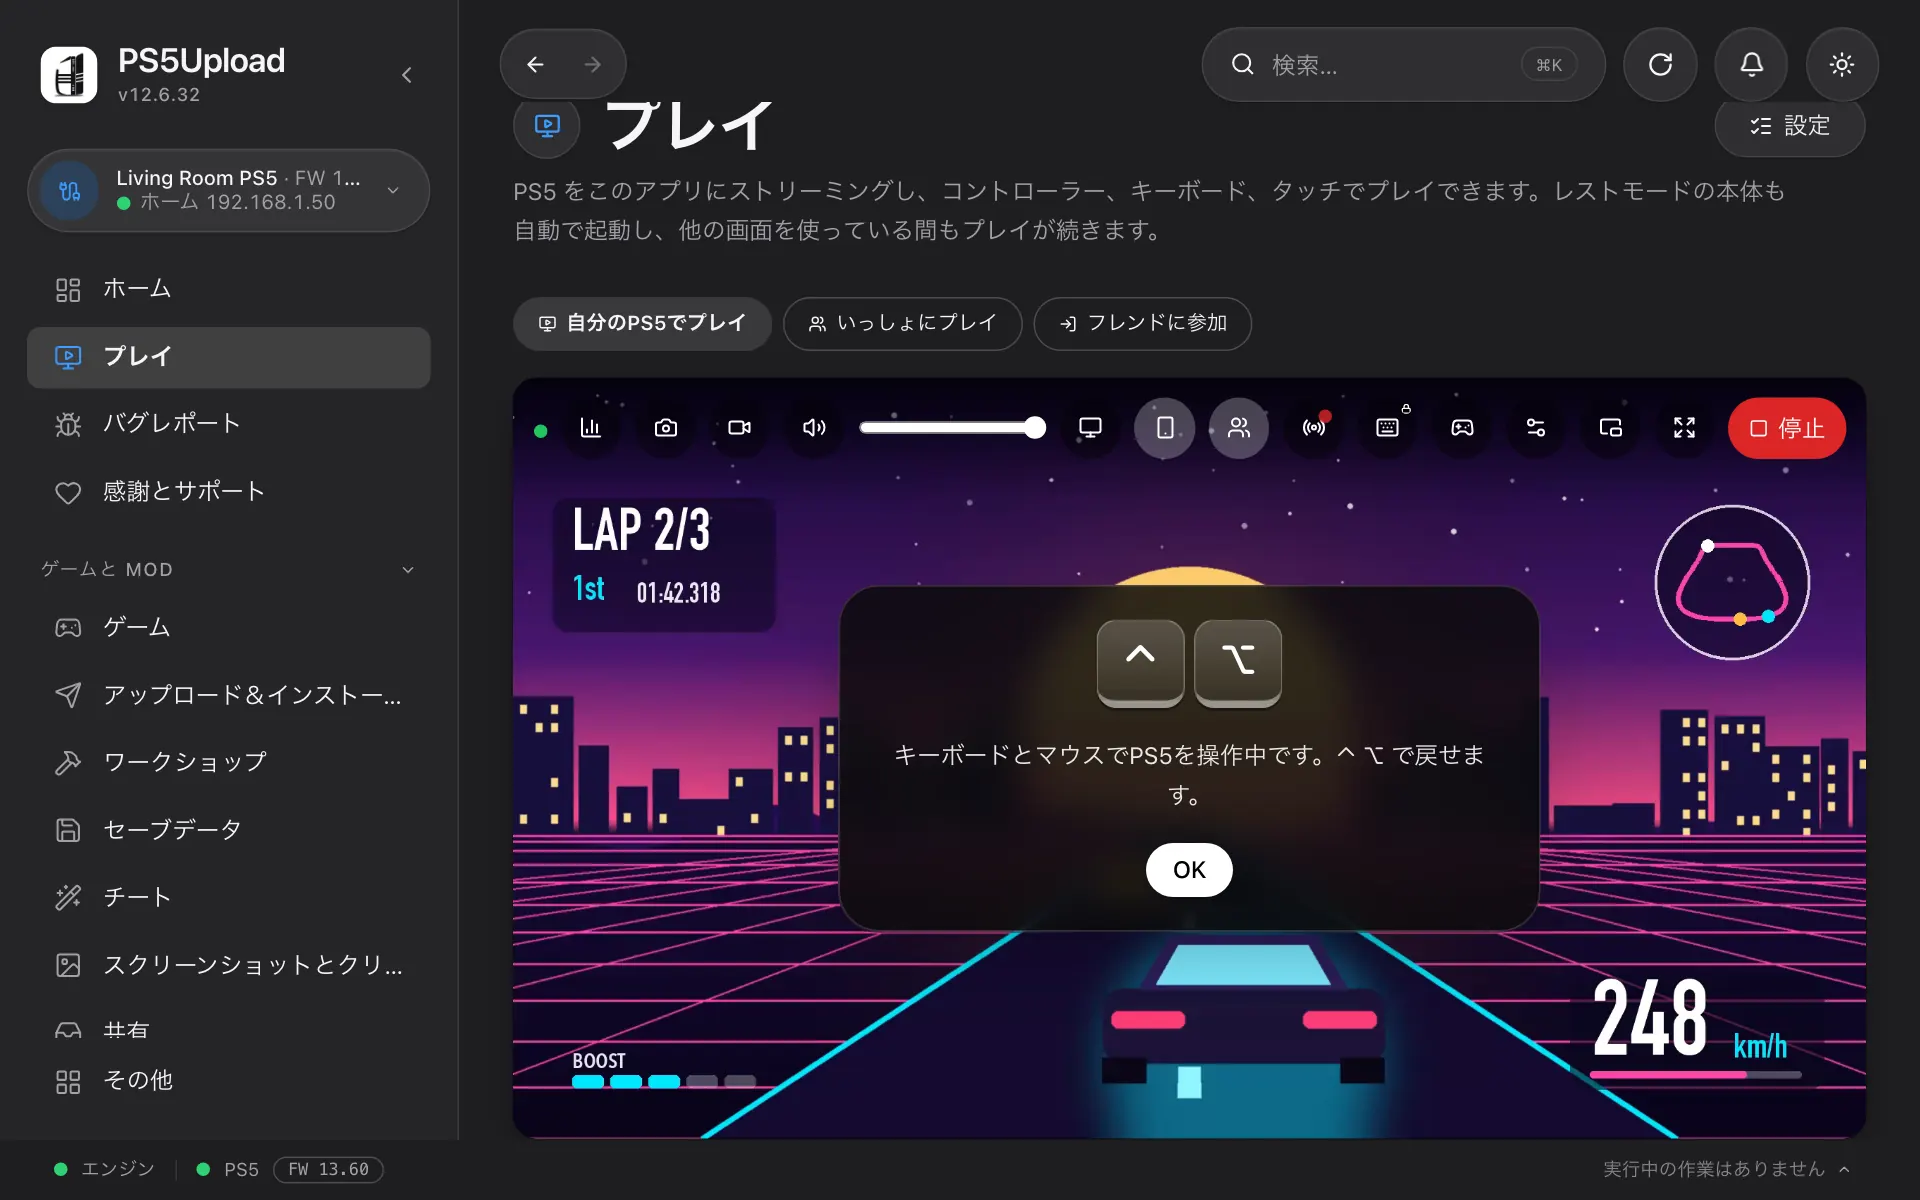 PS5Upload
v12.6.32
Living Room PS5 · FW 1...
ホーム 192.168.1.50
ホーム
プレイ
バグレポート
感謝とサポート
ゲームと MOD
ゲーム
アップロード＆インストー...
ワークショップ
セーブデータ
チート
スクリーンショットとクリ...
共有
その他
検索...
⌘K
プレイ
設定
PS5 をこのアプリにストリーミングし、コントローラー、キーボード、タッチでプレイできます。レストモードの本体も
自動で起動し、他の画面を使っている間もプレイが続きます。
自分のPS5でプレイ
いっしょにプレイ
フレンドに参加
停止
LAP 2/3
1st 01:42.318
^ ⌥
キーボードとマウスでPS5を操作中です。^ ⌥ で戻せま
す。
OK
BOOST
248 km/h
エンジン
PS5
FW 13.60
実行中の作業はありません